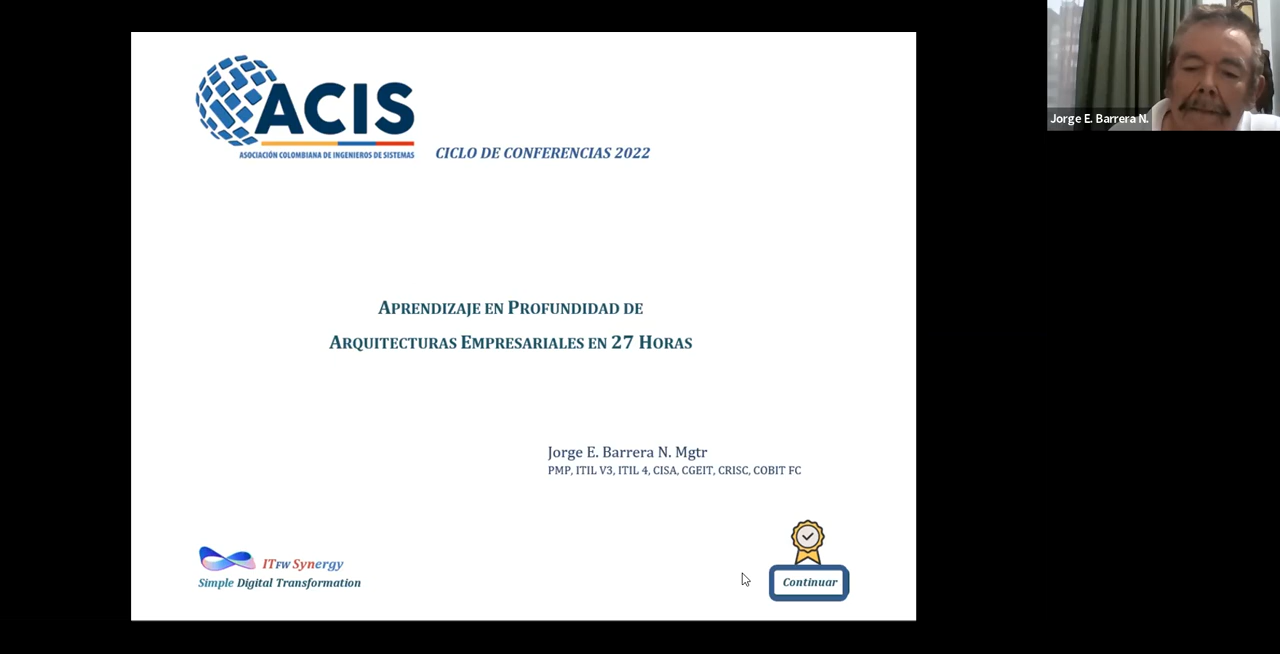 ACIS
ASOCIACIÓN COLOMBIANA DE INGENIEROS DE SISTEMAS
CICLO DE CONFERENCIAS 2022
Jorge E. Barrera N.
APRENDIZAJE EN PROFUNDIDAD DE
ARQUITECTURAS EMPRESARIALES EN 27 HORAS
Jorge E. Barrera N. Mgtr
PMP, ITIL V3, ITIL 4, CISA, CGEIT, CRISC, COBIT FC
ITFW Synergy
Simple Digital Transformation
Continuar